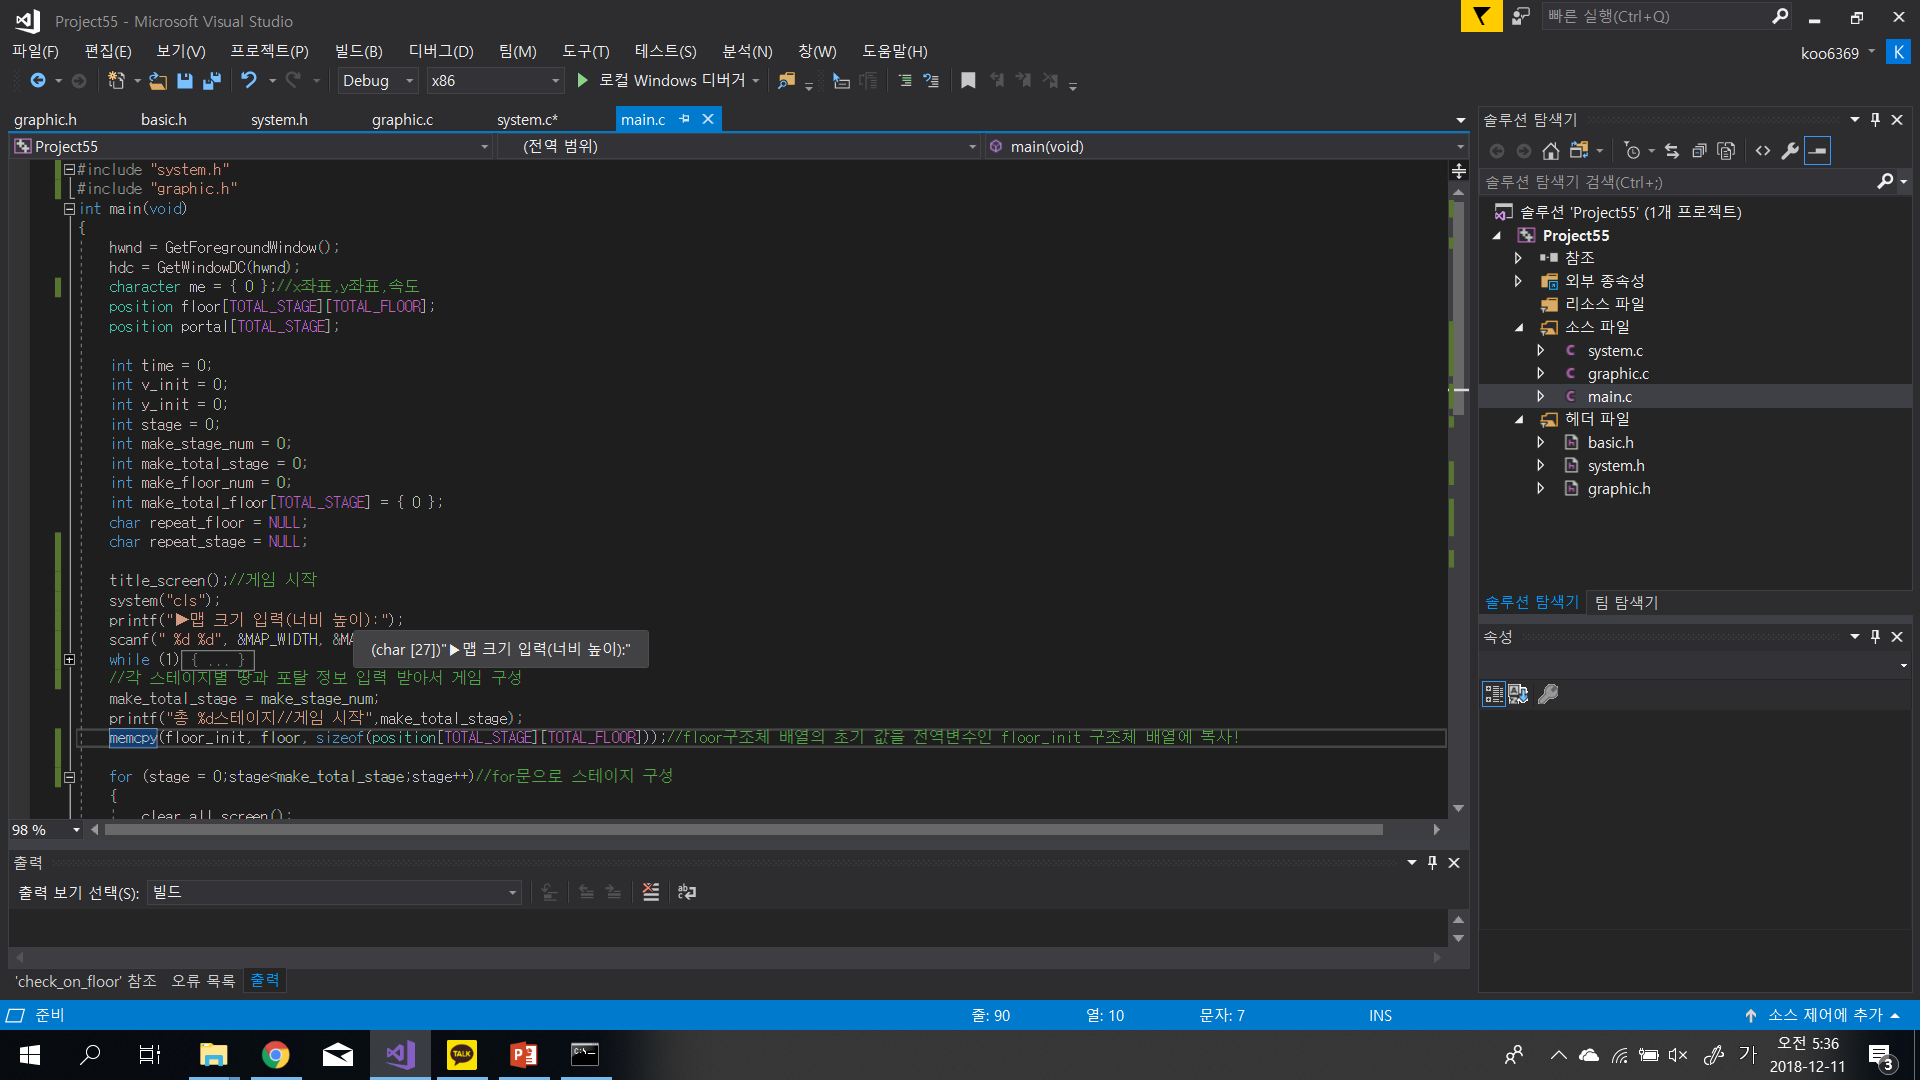 Project55 - Microsoft Visual Studio
빠른 실행(Ctrl+Q)
파일(F) 편집(E) 보기(V) 프로젝트(P) 빌드(B) 디버그(D) 팀(M) 도구(T) 테스트(S) 분석(N) 창(W) 도움말(H)
koo6369 K
Debug x86 로컬 Windows 디버거
graphic.h basic.h system.h graphic.c system.c* main.c
Project55 (전역 범위) main(void)
#include "system.h"
#include "graphic.h"
int main(void)
{
hwnd = GetForegroundWindow();
hdc = GetWindowDC(hwnd);
character me = { 0 };//x좌표,y좌표,속도
position floor[TOTAL_STAGE][TOTAL_FLOOR];
position portal[TOTAL_STAGE];
int time = 0;
int v_init = 0;
int y_init = 0;
int stage = 0;
int make_stage_num = 0;
int make_total_stage = 0;
int make_floor_num = 0;
int make_total_floor[TOTAL_STAGE] = { 0 };
char repeat_floor = NULL;
char repeat_stage = NULL;
title_screen();//게임 시작
system("cls");
printf("▶맵 크기 입력(너비 높이):");
scanf(" %d %d", &MAP_WIDTH, &MA
(char [27])"▶맵 크기 입력(너비 높이):"
while (1){ ... }
//각 스테이지별 땅과 포탈 정보 입력 받아서 게임 구성
make_total_stage = make_stage_num;
printf("총 %d스테이지//게임 시작",make_total_stage);
memcpy(floor_init, floor, sizeof(position[TOTAL_STAGE][TOTAL_FLOOR]));//floor구조체 배열의 초기 값을 전역변수인 floor_init 구조체 배열에 복사!
for (stage = 0;stage<make_total_stage;stage++)//for문으로 스테이지 구성
{
clear_all_screen();
98 %
출력
출력 보기 선택(S): 빌드
'check_on_floor' 참조 오류 목록 출력
솔루션 탐색기
솔루션 탐색기 검색(Ctrl+;)
솔루션 'Project55' (1개 프로젝트)
Project55
참조
외부 종속성
리소스 파일
소스 파일
system.c
graphic.c
main.c
헤더 파일
basic.h
system.h
graphic.h
솔루션 탐색기 팀 탐색기
속성
준비 줄: 90 열: 10 문자: 7 INS 소스 제어에 추가
TALK
가
오전 5:36
2018-12-11
3